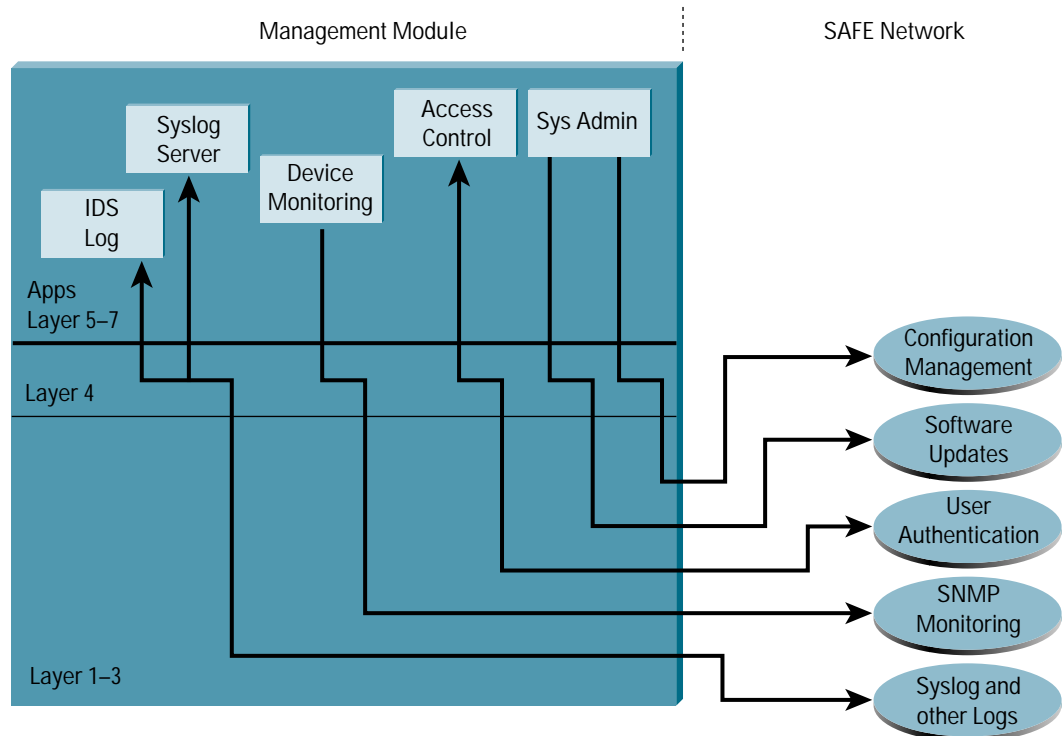 Management Module
SAFE Network
Syslog
Server
Access
Control
Sys Admin
Device
Monitoring
IDS
Log
Apps
Layer 5–7
Layer 4
Layer 1–3
Configuration
Management
Software
Updates
User
Authentication
SNMP
Monitoring
Syslog and
other Logs